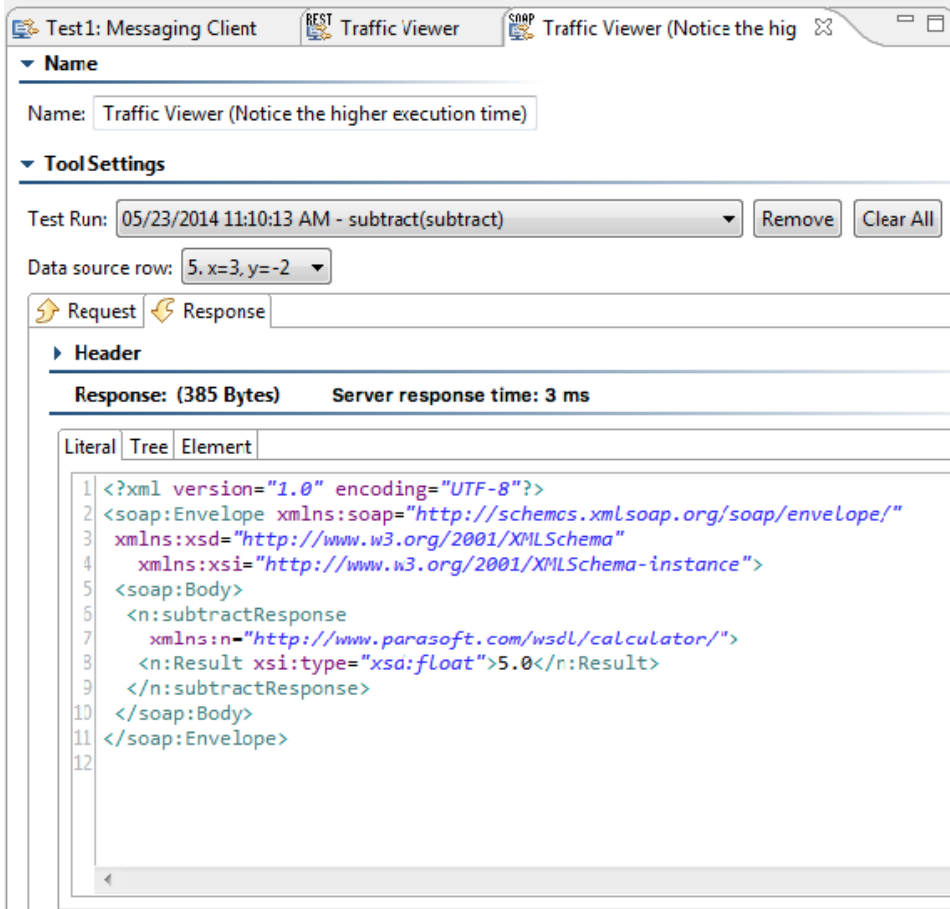 Test1: Messaging Client REST Traffic Viewer SOAP Traffic Viewer (Notice the hig
Name
Name: Traffic Viewer (Notice the higher execution time)
Tool Settings
Test Run: 05/23/2014 11:10:13 AM - subtract(subtract) Remove Clear All
Data source row: 5. x=3, y=-2
Request Response
Header
Response: (385 Bytes) Server response time: 3 ms
Literal Tree Element
1 <?xml version="1.0" encoding="UTF-8"?>
2 <soap:Envelope xmlns:soap="http://schemas.xmlsoap.org/soap/envelope/"
3 xmlns:xsd="http://www.w3.org/2001/XMLSchema"
4 xmlns:xsi="http://www.w3.org/2001/XMLSchema-instance">
5 <soap:Body>
6 <n:subtractResponse
7 xmlns:n="http://www.parasoft.com/wsdl/calculator/">
8 <n:Result xsi:type="xsd:float">5.0</n:Result>
9 </n:subtractResponse>
10 </soap:Body>
11 </soap:Envelope>
12